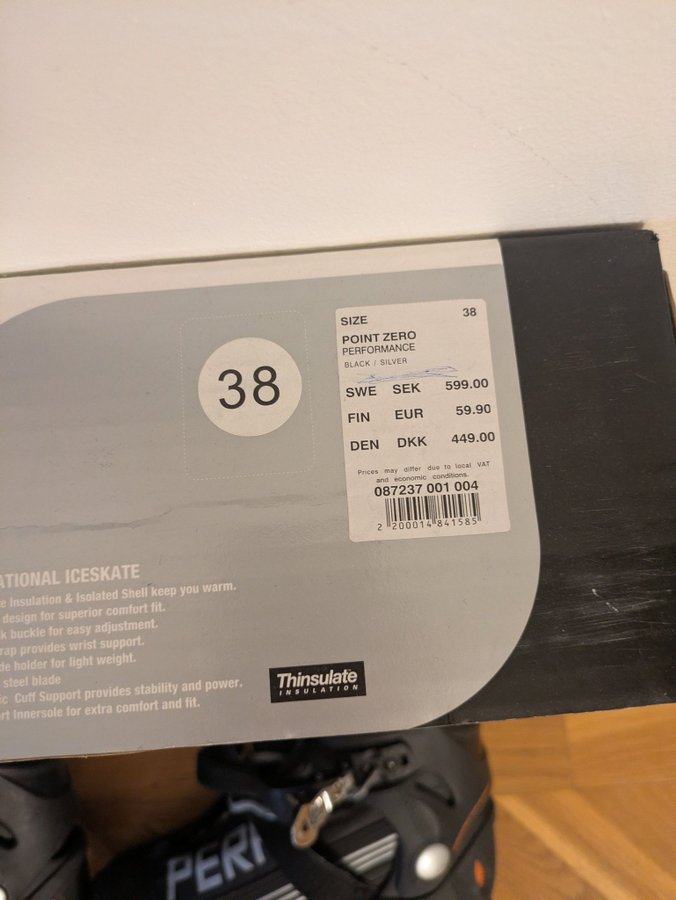 38
SIZE 38
POINT ZERO
PERFORMANCE
BLACK / SILVER
SWE SEK 599.00
FIN EUR 59.90
DEN DKK 449.00
Prices may differ due to local VAT
and economic conditions.
087237 001 004
2 200014 841585
ATIONAL ICESKATE
e Insulation & Isolated Shell keep you warm.
design for superior comfort fit.
k buckle for easy adjustment.
rap provides wrist support.
de holder for light weight.
steel blade
ic Cuff Support provides stability and power.
rt Innersole for extra comfort and fit.
Thinsulate
INSULATION
PERF